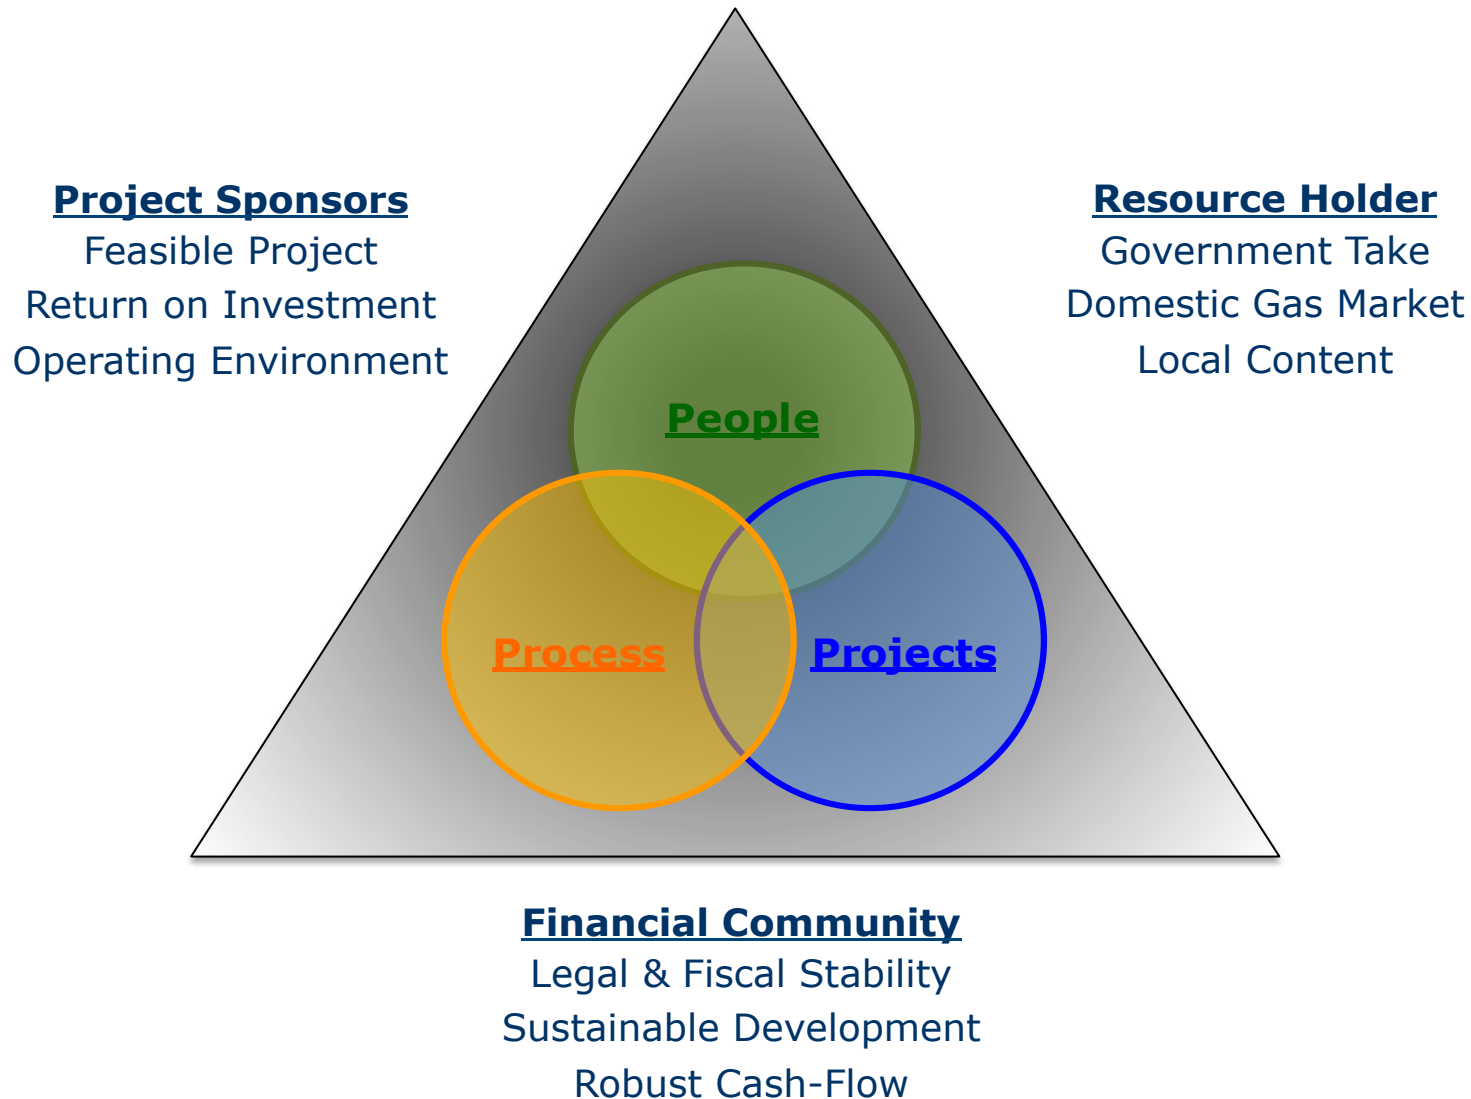 Project Sponsors
Feasible Project
Return on Investment
Operating Environment
Resource Holder
Government Take
Domestic Gas Market
Local Content
People
Process
Projects
Financial Community
Legal & Fiscal Stability
Sustainable Development
Robust Cash-Flow